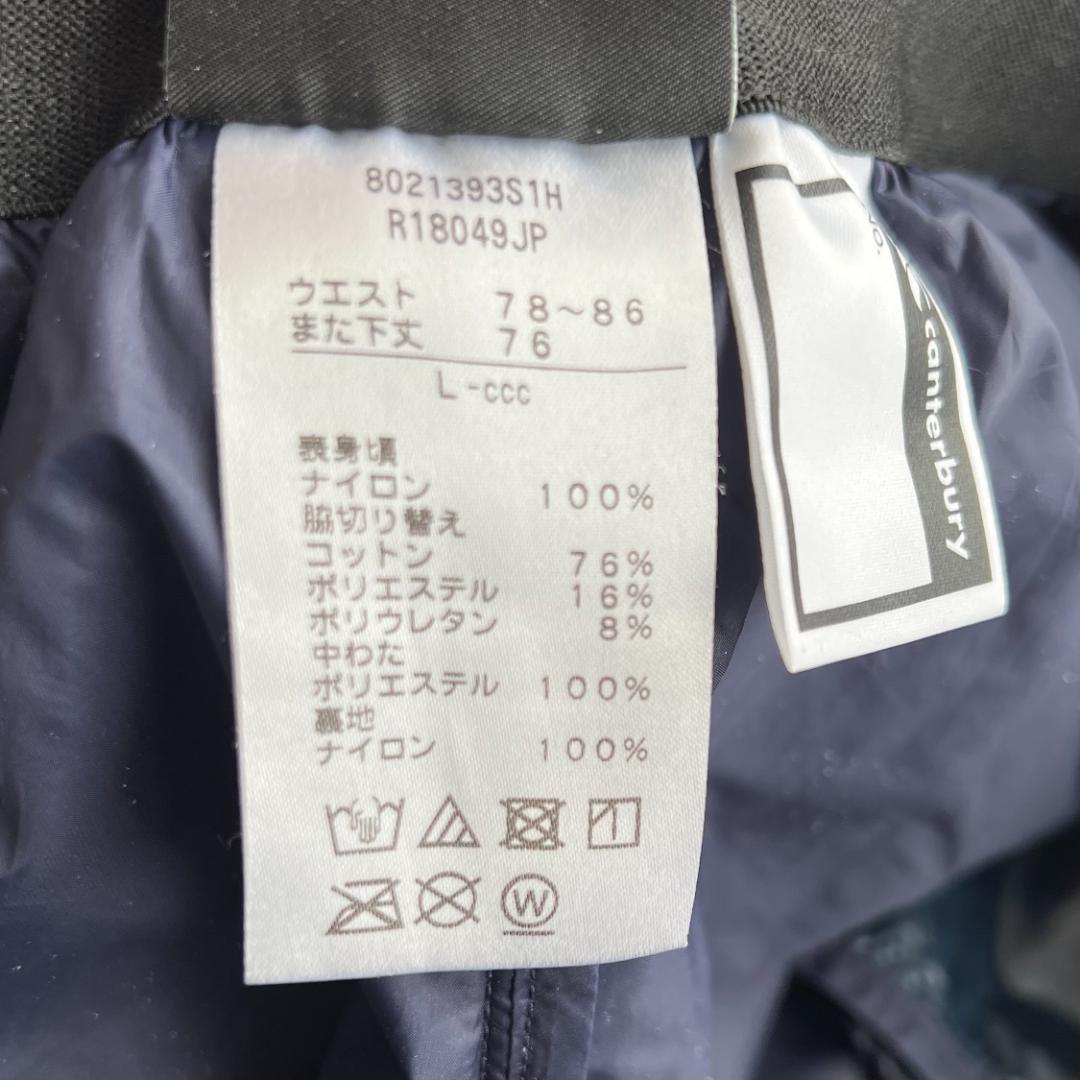 8021393S1H
R18049JP
ウエスト 78～86
また下丈 76
L-ccc
表身頃
ナイロン 100%
脇切り替え
コットン 76%
ポリエステル 16%
ポリウレタン 8%
中わた
ポリエステル 100%
裏地
ナイロン 100%
W
canterbury